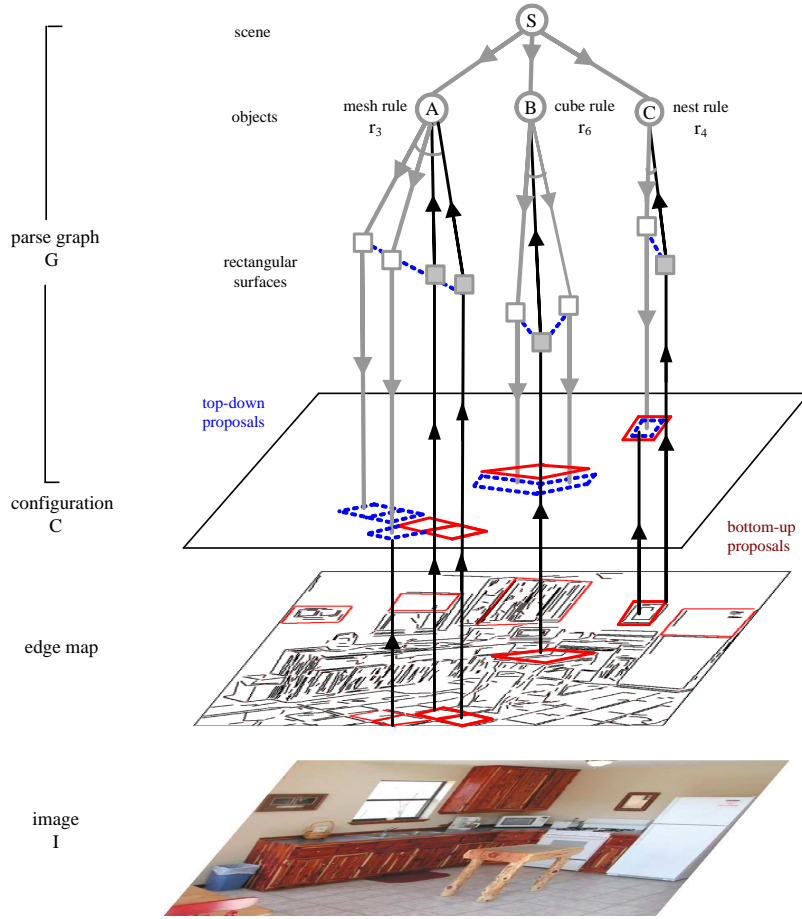 scene
S
objects
mesh rule
r3
A
B
cube rule
r6
C
nest rule
r4
parse graph
G
rectangular
surfaces
top-down
proposals
configuration
C
bottom-up
proposals
edge map
image
I